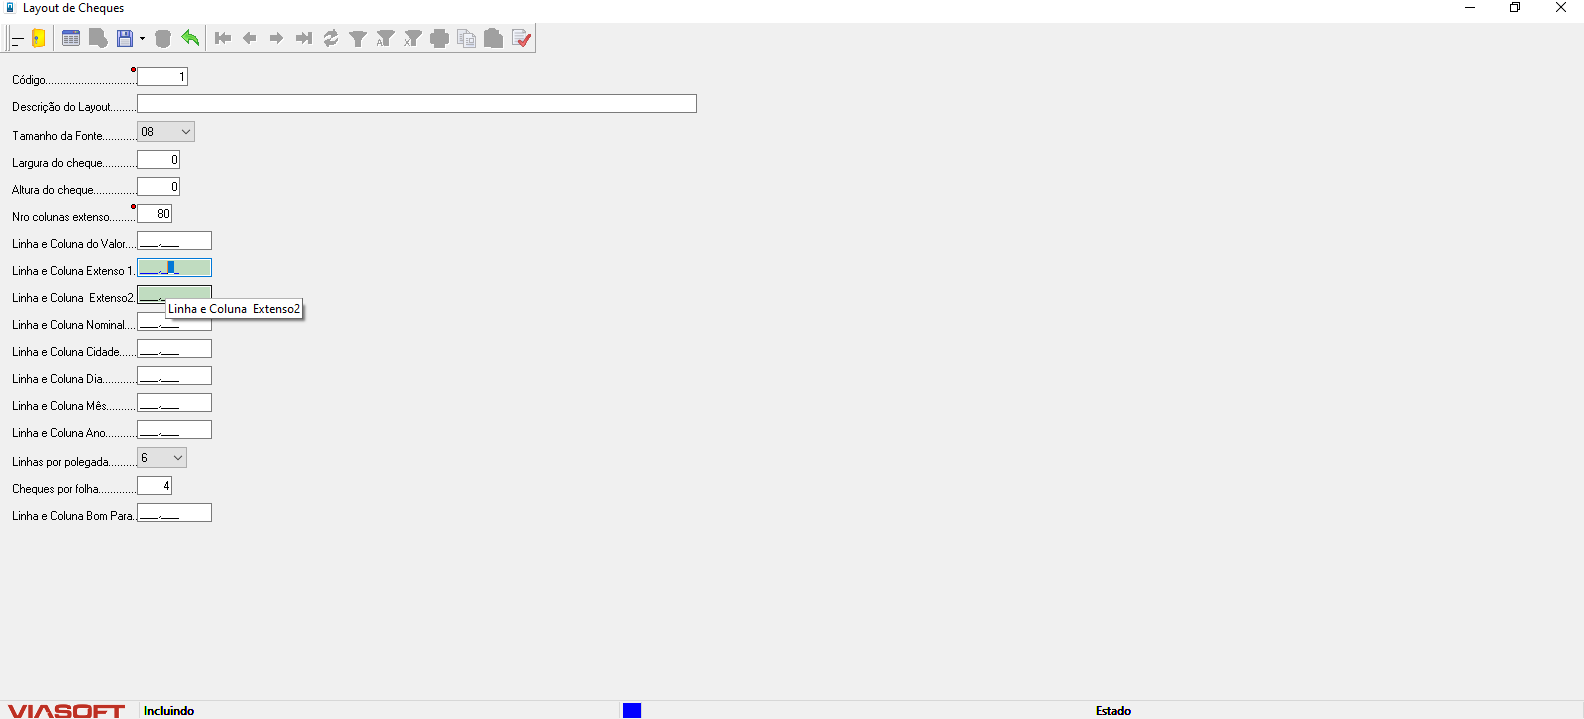 Layout de Cheques
Código............................... 1
Descrição do Layout.........
Tamanho da Fonte............ 08
Largura do cheque............ 0
Altura do cheque............... 0
Nro colunas extenso......... 80
Linha e Coluna do Valor.... ___,___
Linha e Coluna Extenso 1. ___,___
Linha e Coluna  Extenso2. ___,
Linha e Coluna  Extenso2
Linha e Coluna Nominal.... ___,___
Linha e Coluna Cidade...... ___,___
Linha e Coluna Dia............ ___,___
Linha e Coluna Mês.......... ___,___
Linha e Coluna Ano........... ___,___
Linhas por polegada.......... 6
Cheques por folha............. 4
Linha e Coluna Bom Para.. ___,___
VIASOFT Incluindo Estado